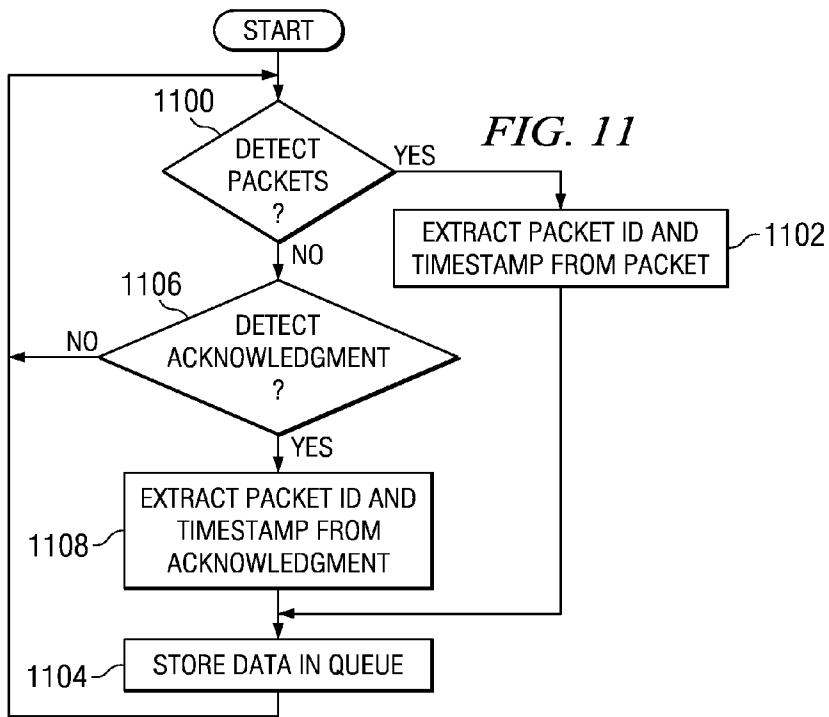 START
1100
DETECT
PACKETS
?
YES
FIG. 11
EXTRACT PACKET ID AND
TIMESTAMP FROM PACKET
1102
NO
1106
DETECT
ACKNOWLEDGMENT
?
NO
YES
EXTRACT PACKET ID AND
TIMESTAMP FROM
ACKNOWLEDGMENT
1108
STORE DATA IN QUEUE
1104